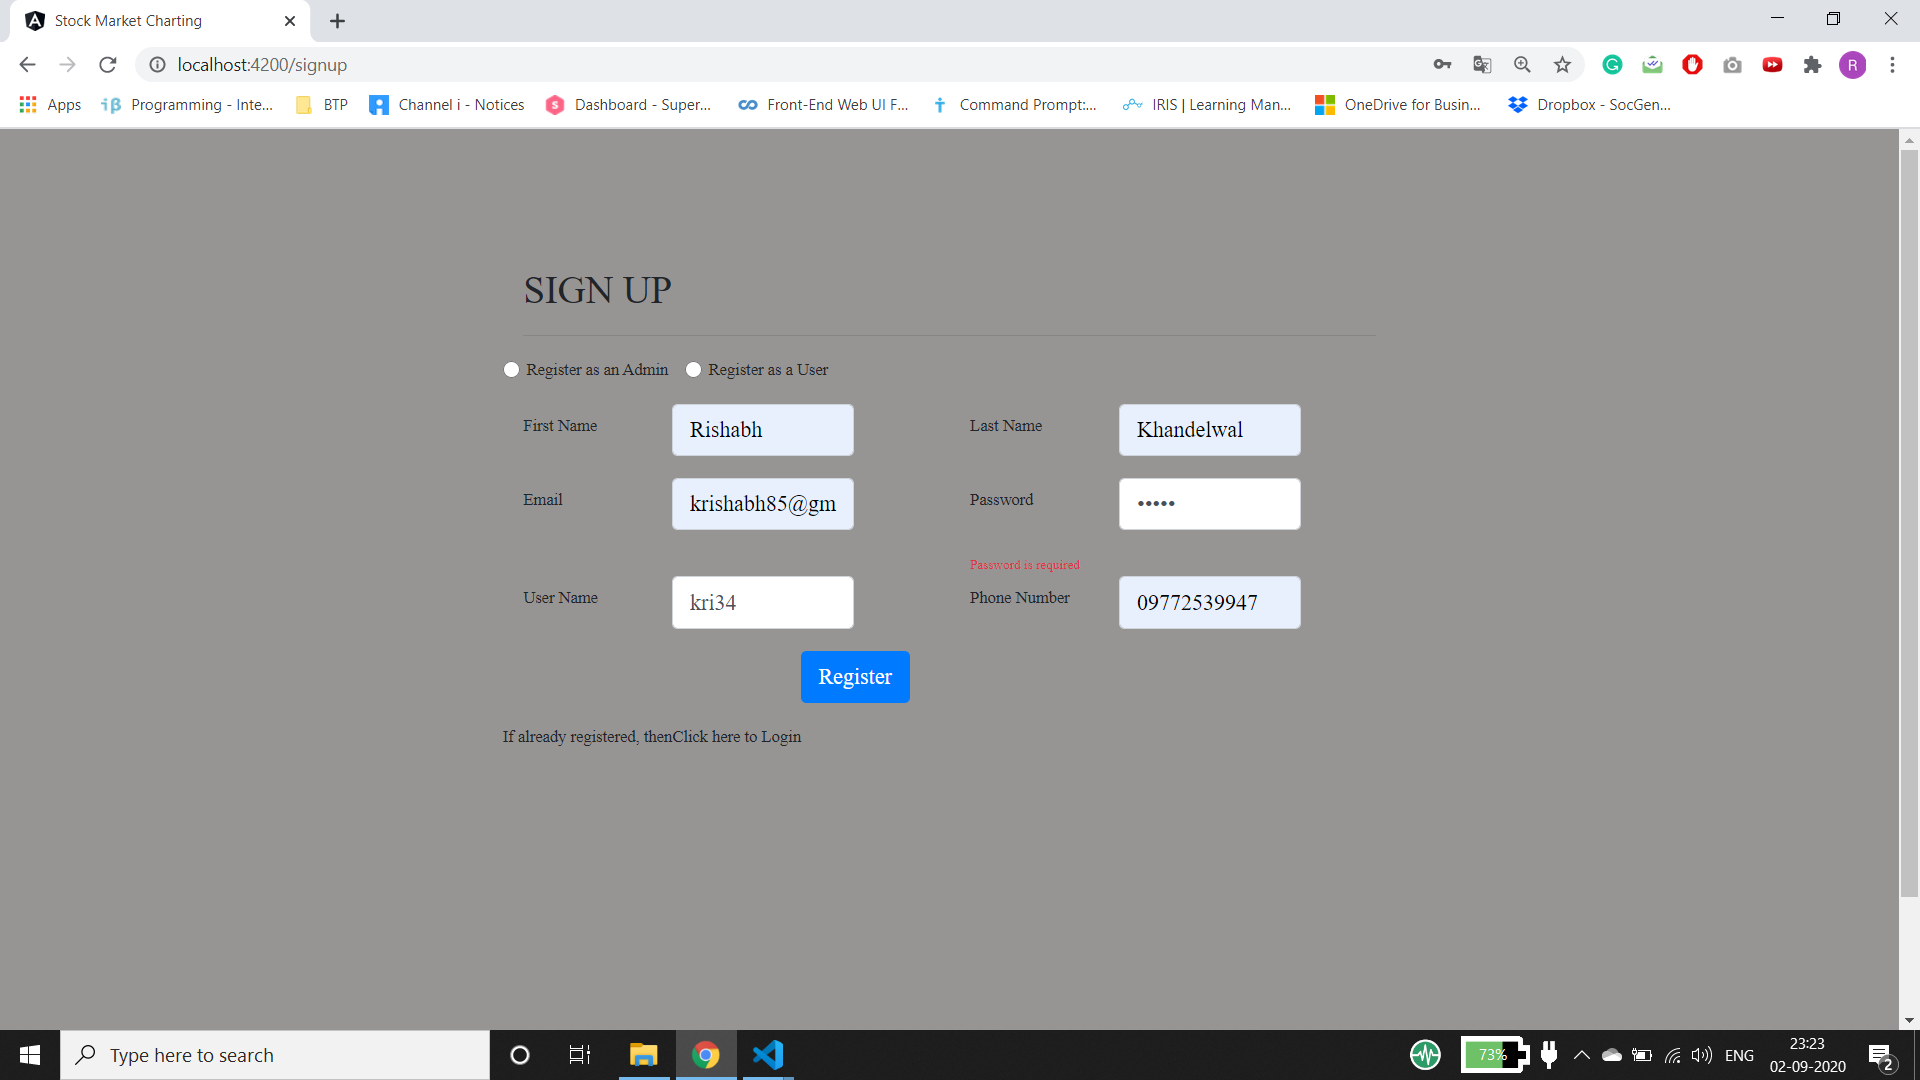 Stock Market Charting
localhost:4200/signup
R
Apps Programming - Inte... BTP Channel i - Notices Dashboard - Super... Front-End Web UI F... Command Prompt:... IRIS | Learning Man... OneDrive for Busin... Dropbox - SocGen...
SIGN UP
Register as an Admin Register as a User
First Name Rishabh Last Name Khandelwal
Email krishabh85@gm Password •••••
Password is required
User Name kri34 Phone Number 09772539947
Register
If already registered, thenClick here to Login
Type here to search 73% ENG 23:23
02-09-2020 2